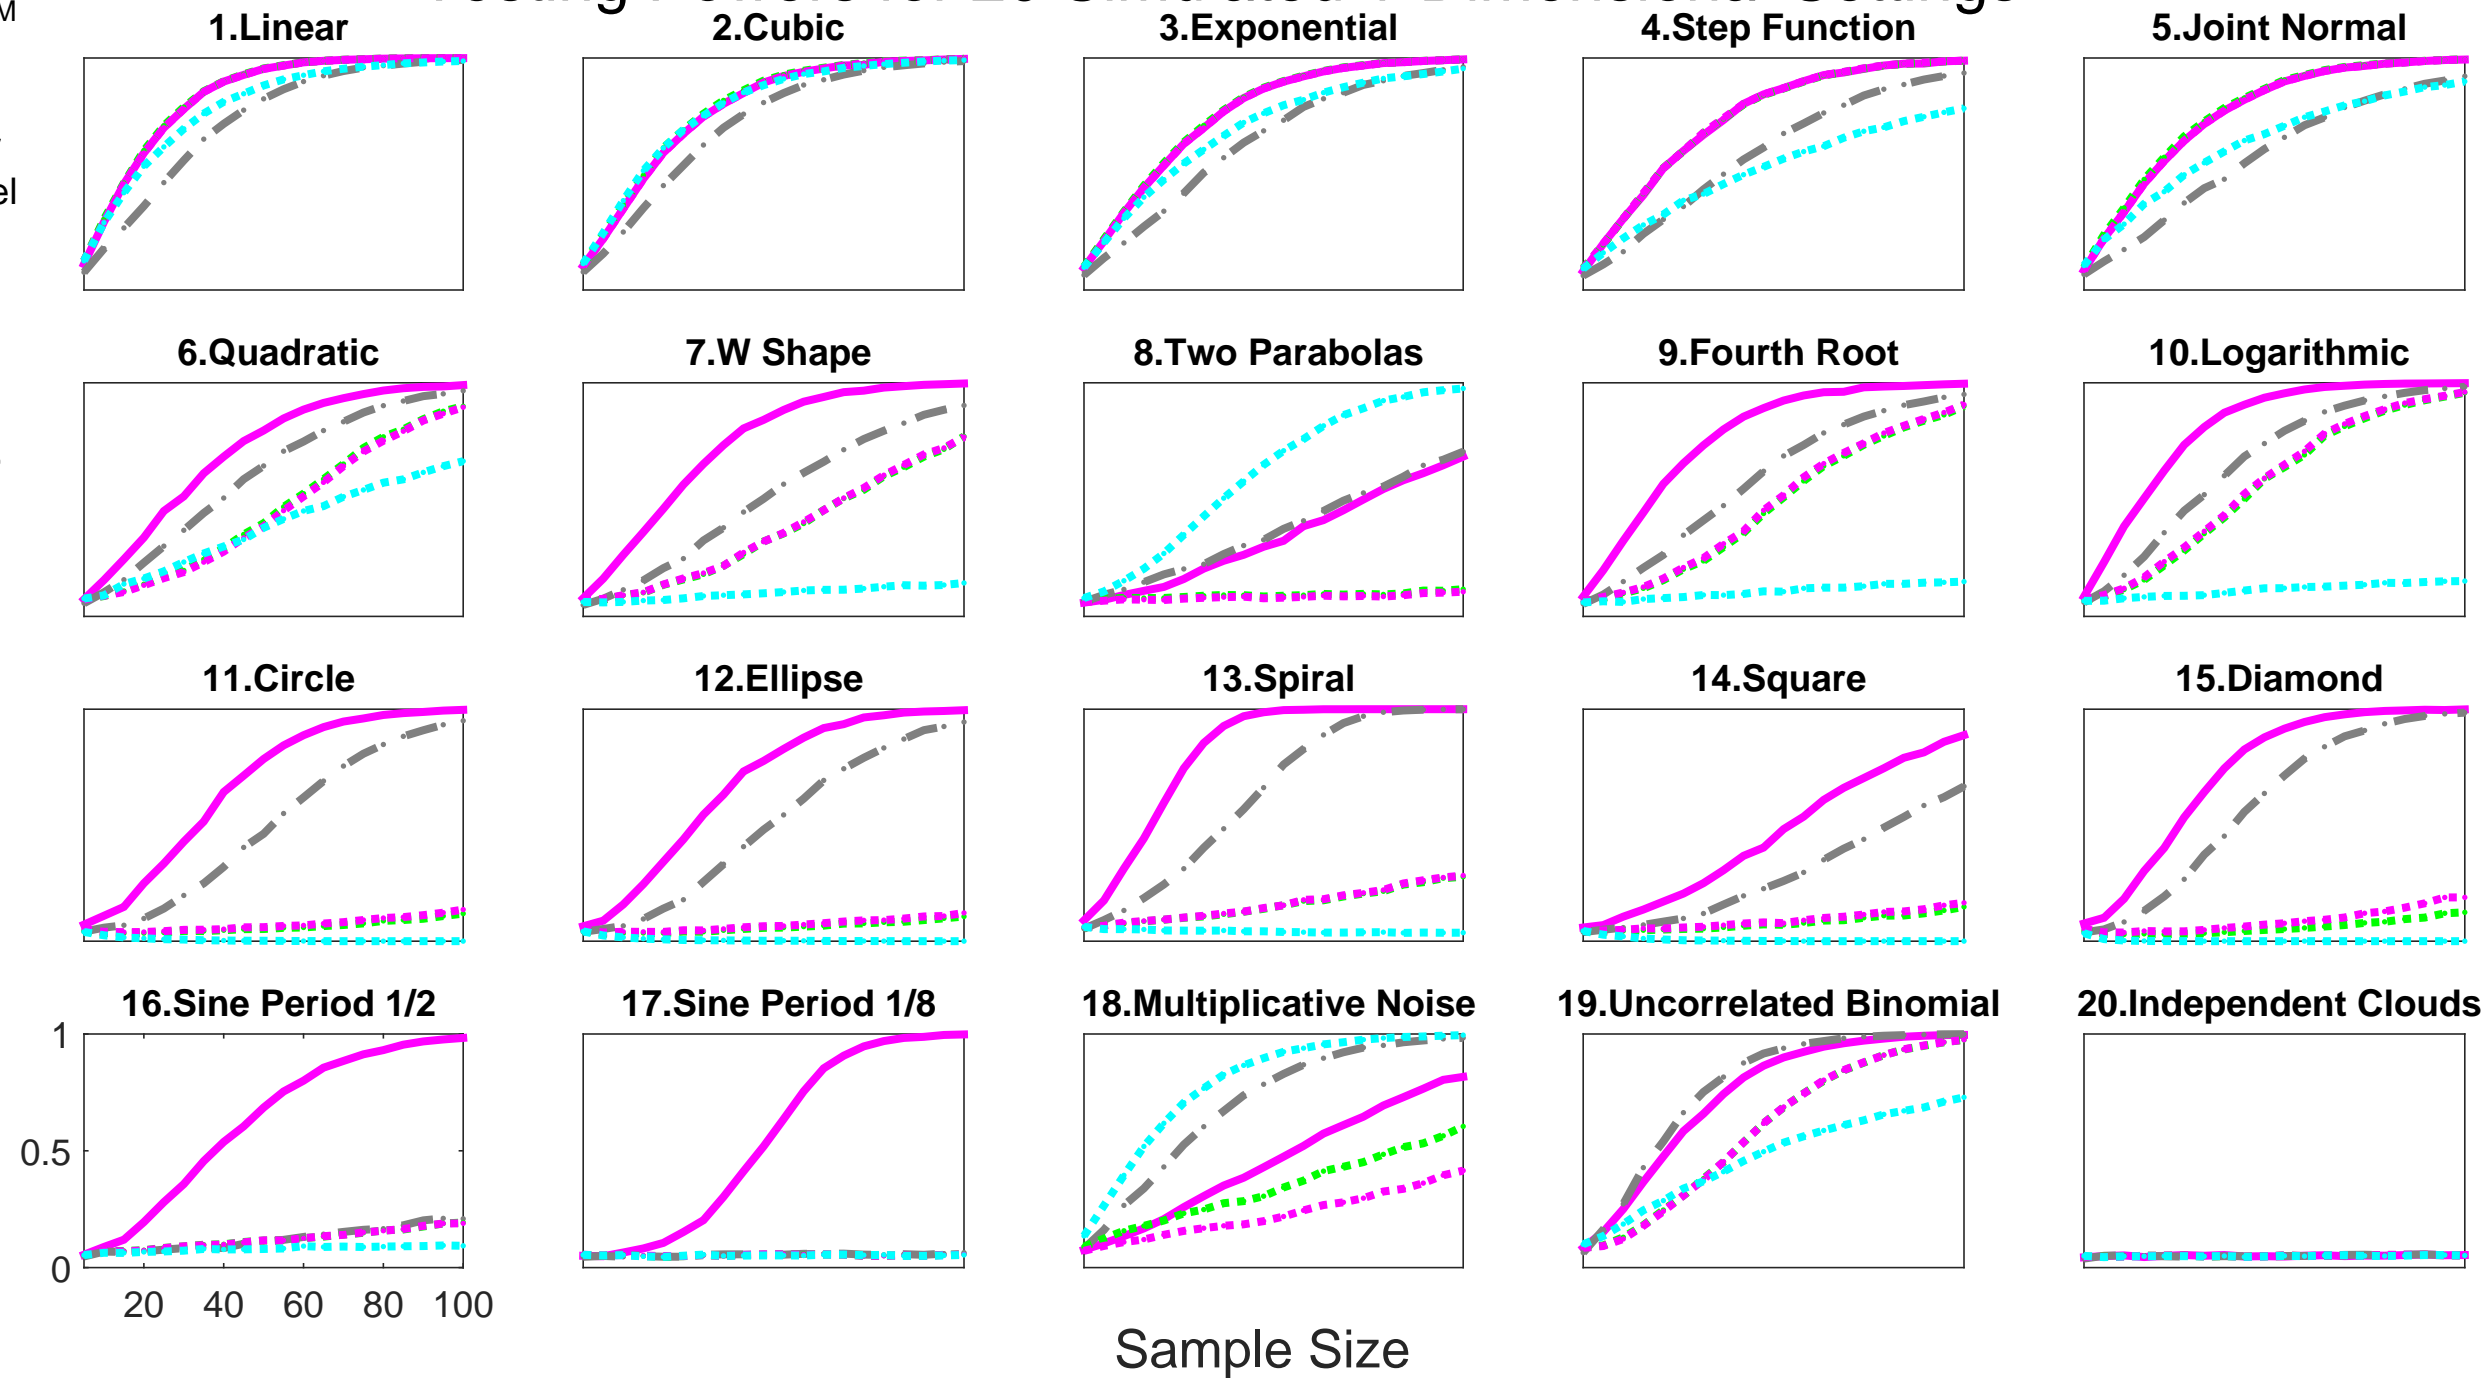 1.Linear
2.Cubic
3.Exponential
4.Step Function
5.Joint Normal
6.Quadratic
7.W Shape
8.Two Parabolas
9.Fourth Root
10.Logarithmic
11.Circle
12.Ellipse
13.Spiral
14.Square
15.Diamond
16.Sine Period 1/2
17.Sine Period 1/8
18.Multiplicative Noise
19.Uncorrelated Binomial
20.Independent Clouds
1
0.5
0
20 40 60 80 100
Sample Size